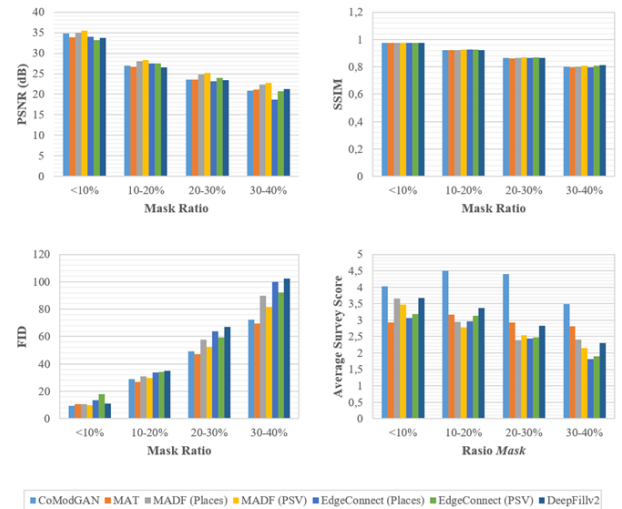 40
35
30
25
20
15
10
5
0
PSNR (dB)
<10% 10-20% 20-30% 30-40%
Mask Ratio
1,2
1
0,8
0,6
0,4
0,2
0
SSIM
<10% 10-20% 20-30% 30-40%
Mask Ratio
120
100
80
60
40
20
0
FID
<10% 10-20% 20-30% 30-40%
Mask Ratio
5
4,5
4
3,5
3
2,5
2
1,5
1
0,5
0
Average Survey Score
<10% 10-20% 20-30% 30-40%
Rasio Mask
CoModGAN MAT MADF (Places) MADF (PSV) EdgeConnect (Places) EdgeConnect (PSV) DeepFillv2